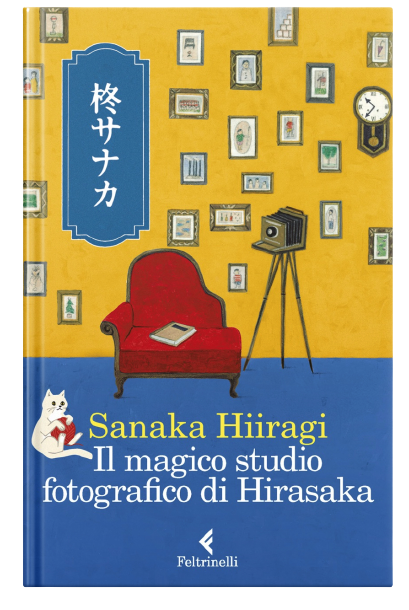 柊サナカ
Sanaka Hiiragi
Il magico studio
fotografico di Hirasaka
Feltrinelli